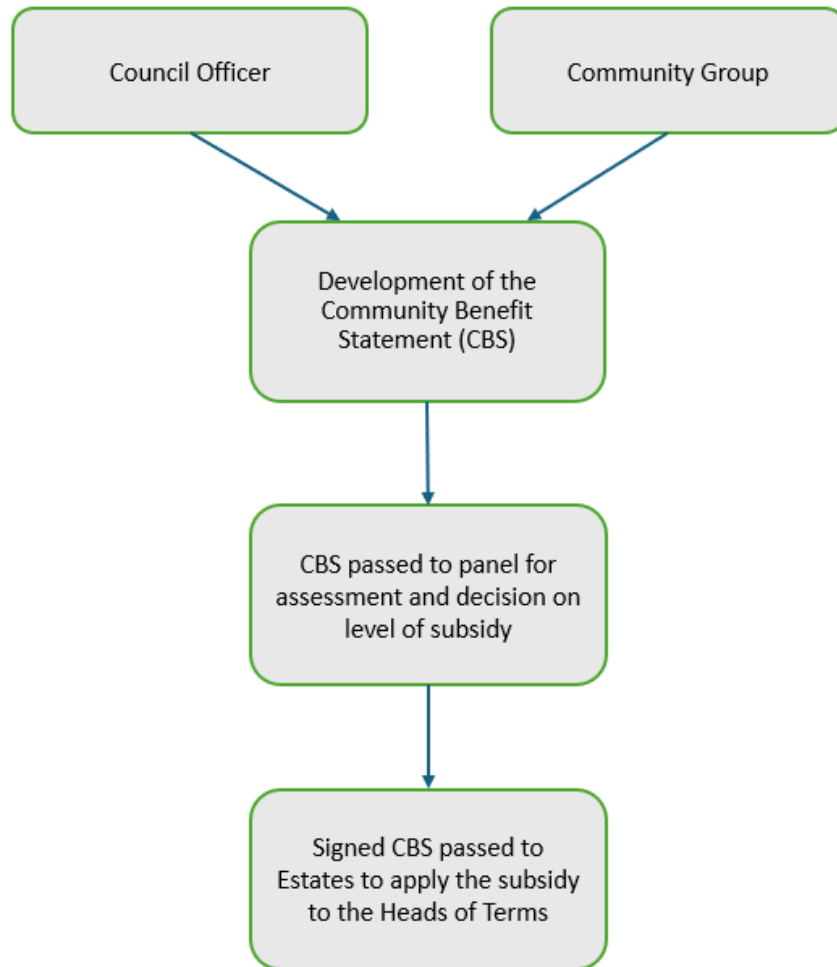 Council Officer
Community Group
Development of the
Community Benefit
Statement (CBS)
CBS passed to panel for
assessment and decision on
level of subsidy
Signed CBS passed to
Estates to apply the subsidy
to the Heads of Terms